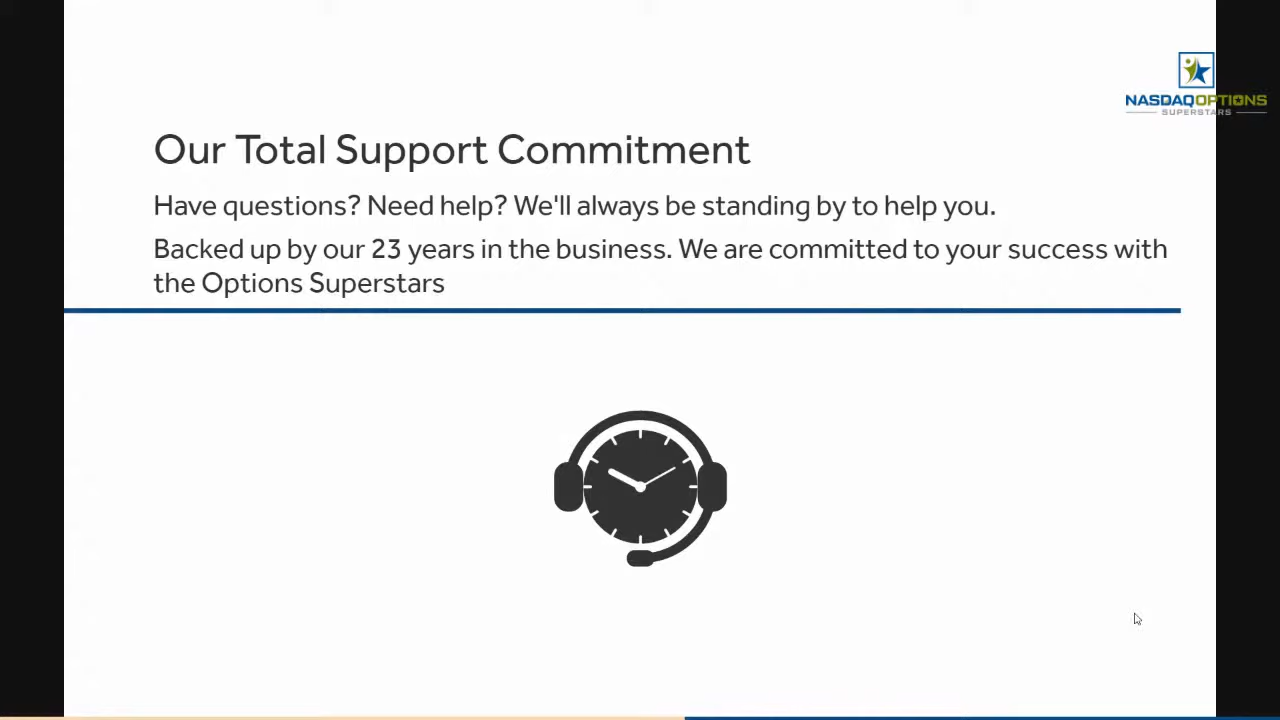 NASDAQOPTIONS
SUPERSTARS
Our Total Support Commitment
Have questions? Need help? We'll always be standing by to help you.
Backed up by our 23 years in the business. We are committed to your success with
the Options Superstars